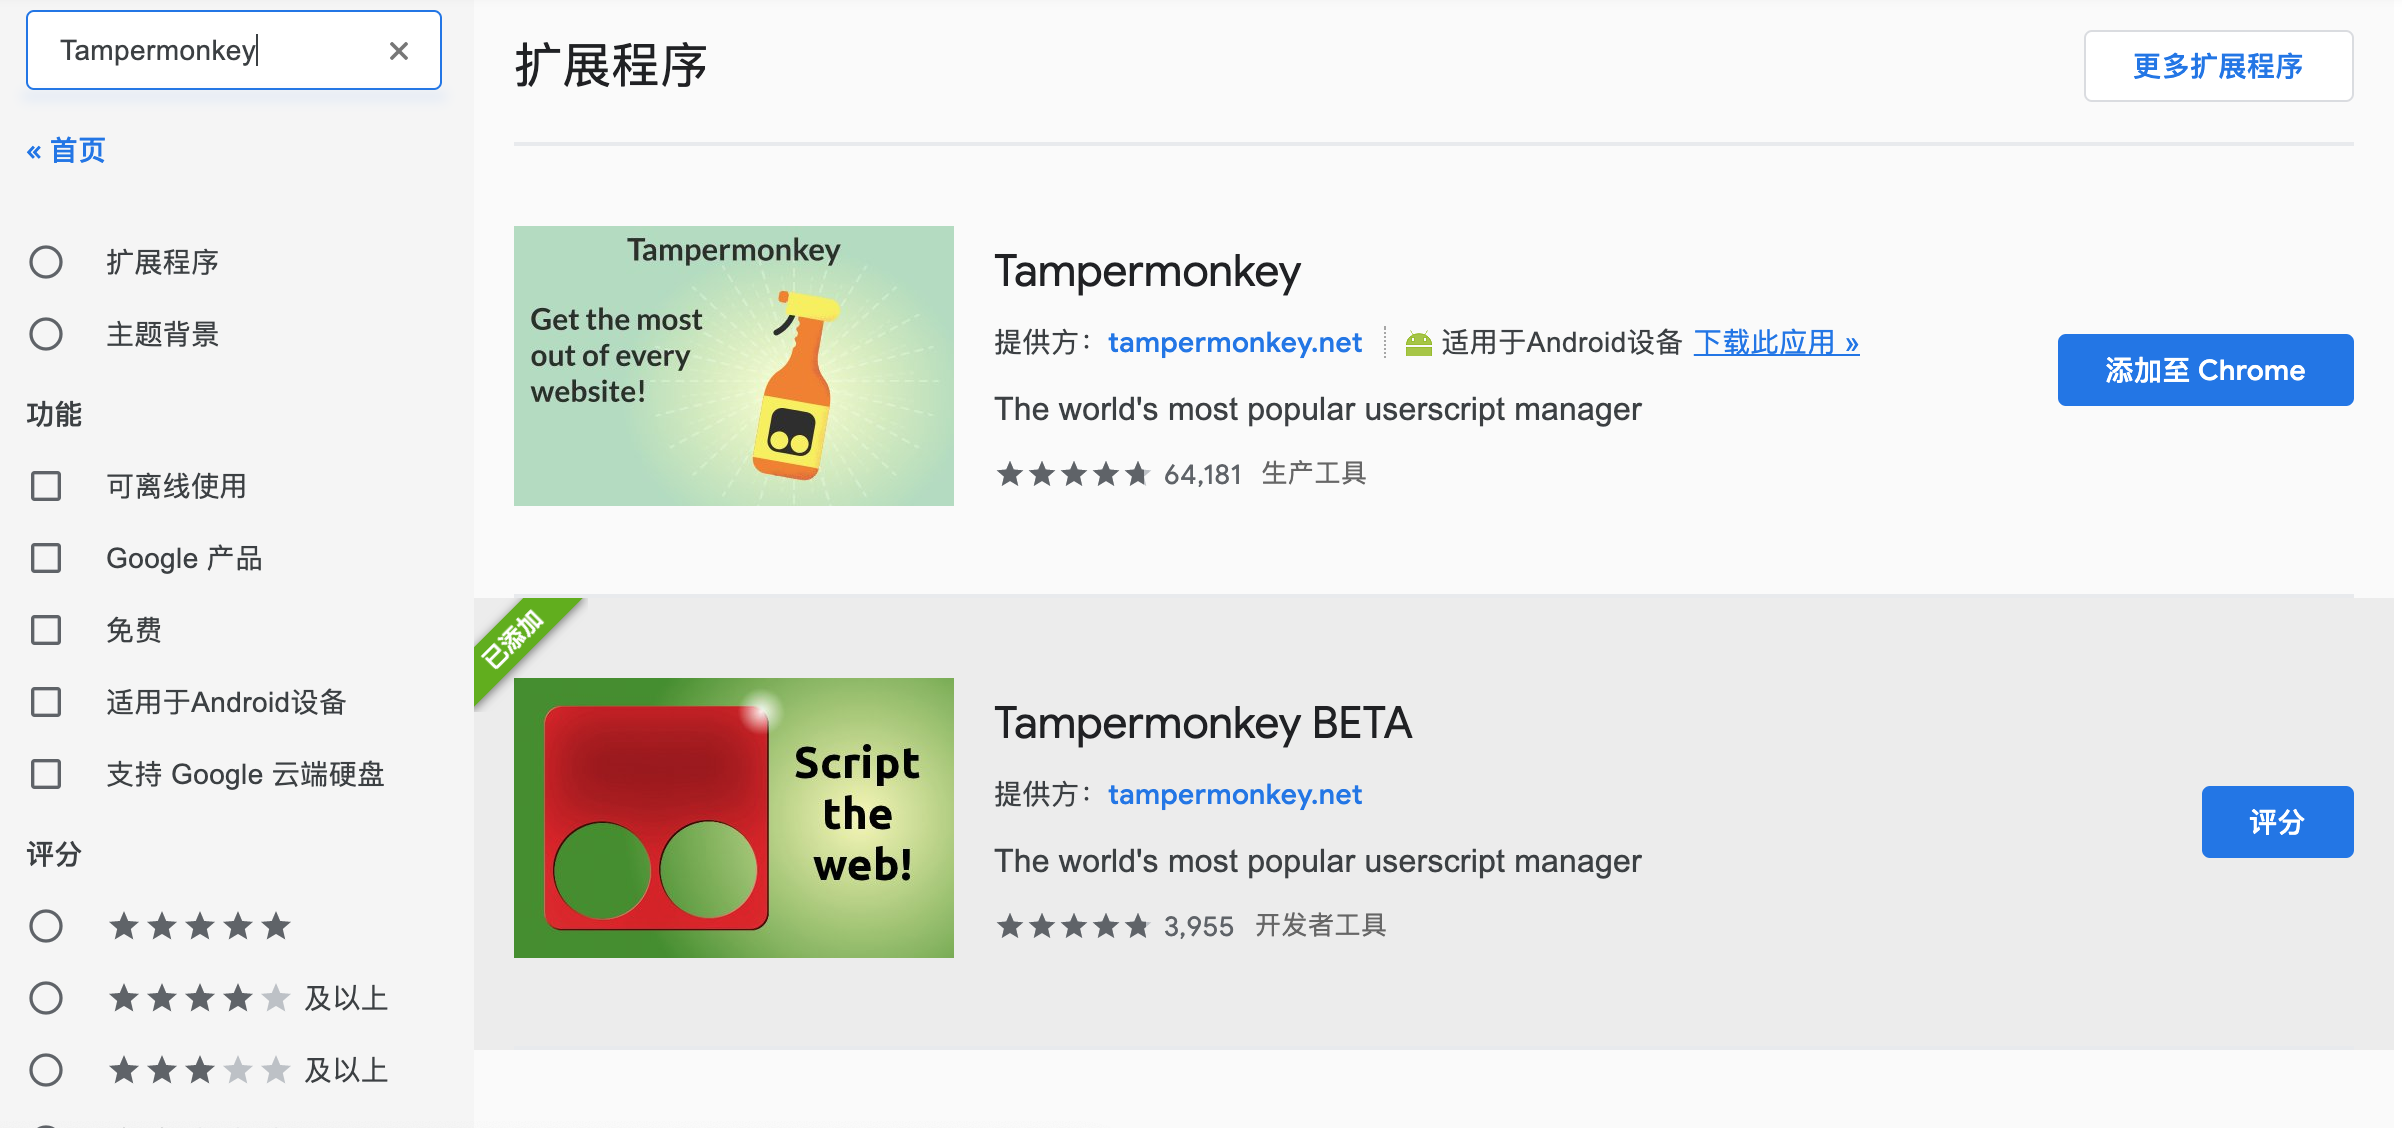 Tampermonkey
« 首页
扩展程序
主题背景
功能
可离线使用
Google 产品
免费
适用于Android设备
支持 Google 云端硬盘
评分
及以上
及以上
扩展程序
更多扩展程序
Tampermonkey
Get the most
out of every
website!
Tampermonkey
提供方： tampermonkey.net 适用于Android设备 下载此应用 »
The world's most popular userscript manager
64,181 生产工具
添加至 Chrome
已添加
Script
the
web!
Tampermonkey BETA
提供方： tampermonkey.net
The world's most popular userscript manager
3,955 开发者工具
评分